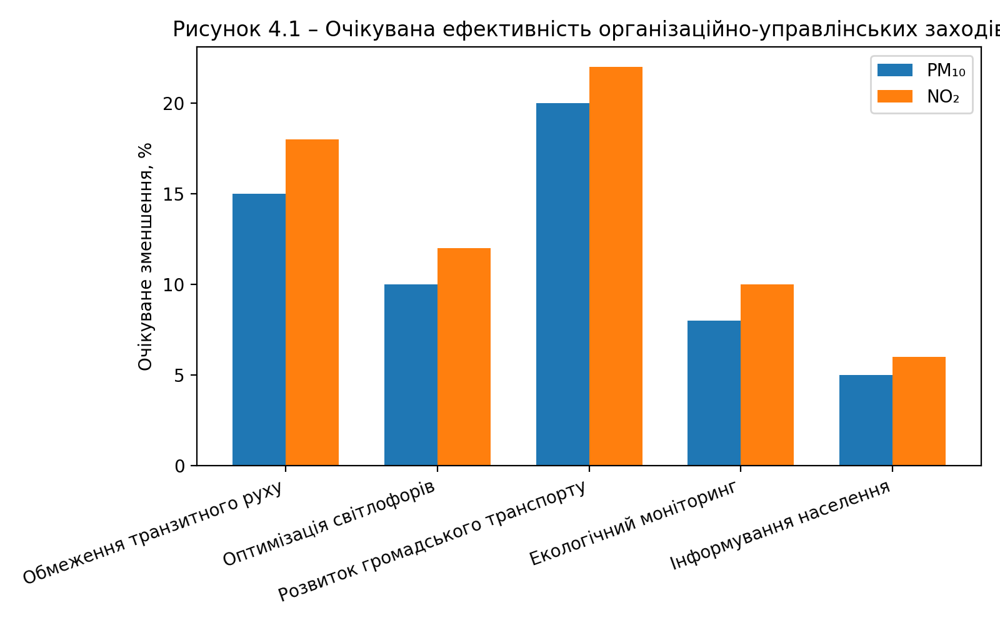 Рисунок 4.1 – Очікувана ефективність організаційно-управлінських заходів
PM₁₀
NO₂
Очікуване зменшення, %
20
15
10
5
0
Обмеження транзитного руху
Оптимізація світлофорів
Розвиток громадського транспорту
Екологічний моніторинг
Інформування населення